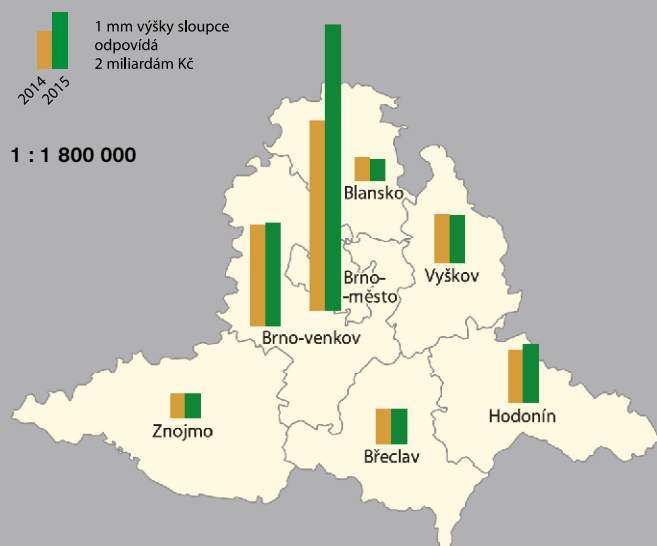 1 mm výšky sloupce
odpovídá
2 miliardám Kč
2014
2015
1 : 1 800 000
Blansko
Brno-
-město
Vyškov
Brno-venkov
Znojmo
Břeclav
Hodonín